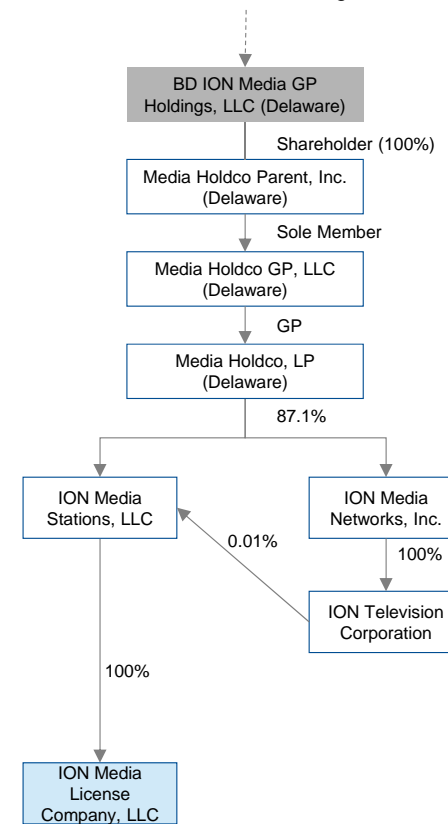 BD ION Media GP
Holdings, LLC (Delaware)
Shareholder (100%)
Media Holdco Parent, Inc.
(Delaware)
Sole Member
Media Holdco GP, LLC
(Delaware)
GP
Media Holdco, LP
(Delaware)
87.1%
ION Media
Stations, LLC
ION Media
Networks, Inc.
0.01%
100%
ION Television
Corporation
100%
ION Media
License
Company, LLC